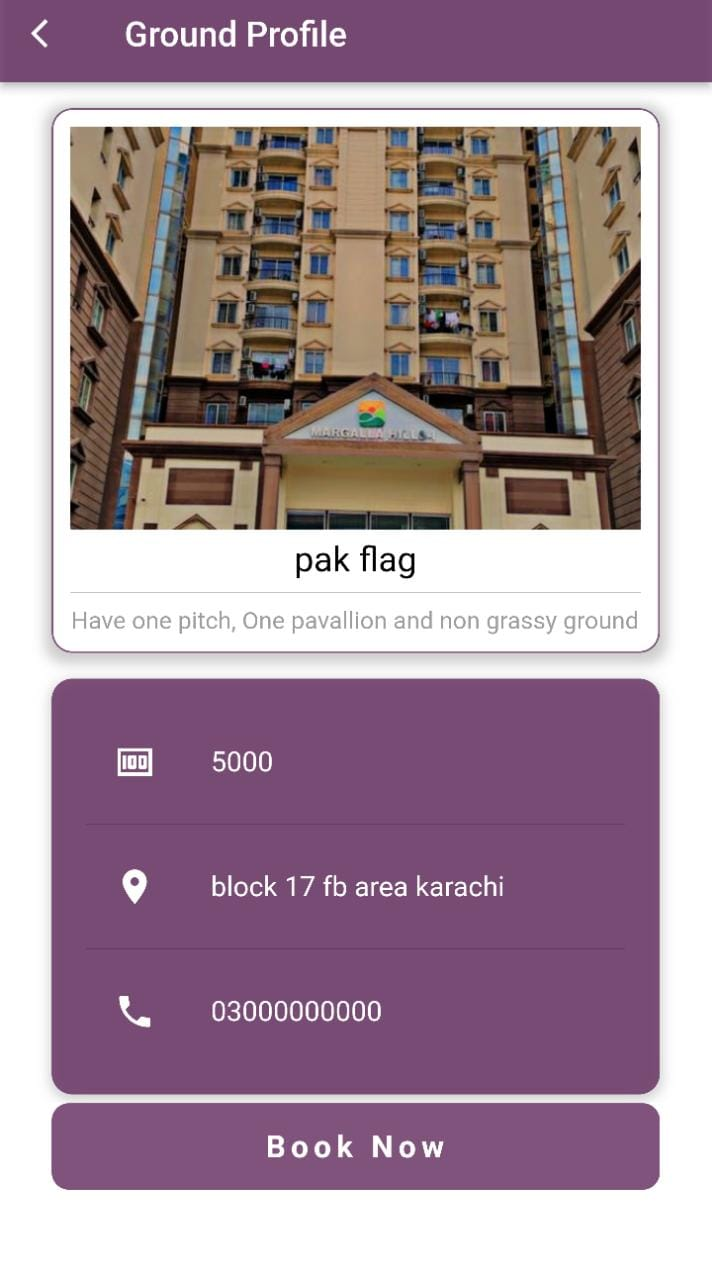 Ground Profile
MARGALLA HILLS
pak flag
Have one pitch, One pavallion and non grassy ground
100
5000
block 17 fb area karachi
03000000000
Book Now